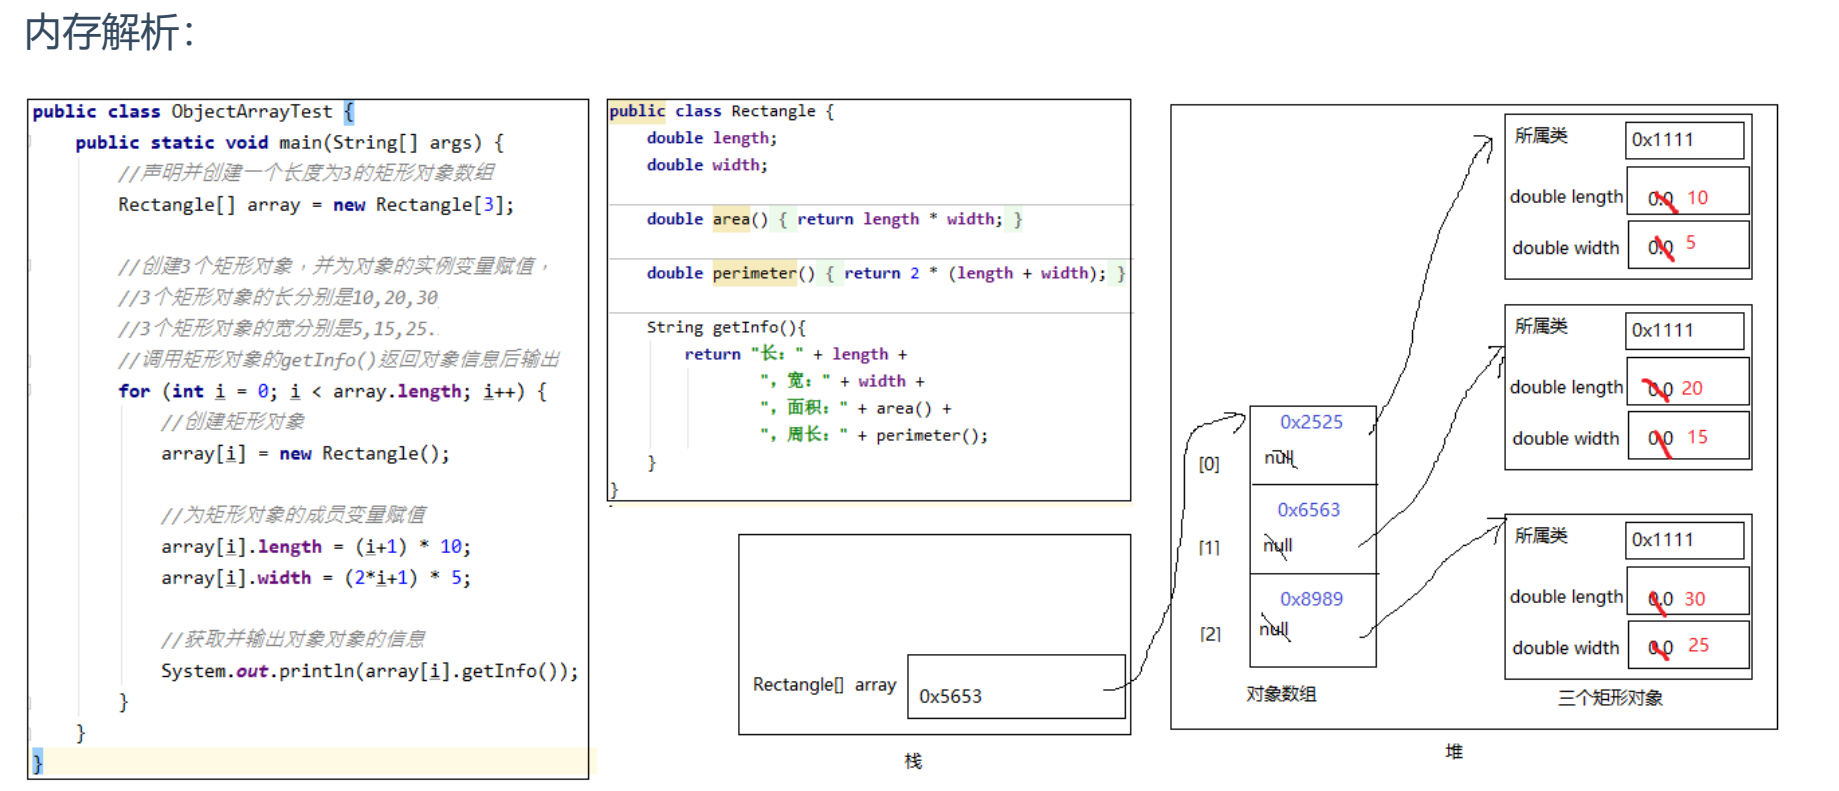 内存解析：
public class ObjectArrayTest {
public static void main(String[] args) {
//声明并创建一个长度为3的矩形对象数组
Rectangle[] array = new Rectangle[3];
//创建3个矩形对象，并为对象的实例变量赋值，
//3个矩形对象的长分别是10,20,30
//3个矩形对象的宽分别是5,15,25.
//调用矩形对象的getInfo()返回对象信息后输出
for (int i = 0; i < array.length; i++) {
//创建矩形对象
array[i] = new Rectangle();
//为矩形对象的成员变量赋值
array[i].length = (i+1) * 10;
array[i].width = (2*i+1) * 5;
//获取并输出对象对象的信息
System.out.println(array[i].getInfo());
}
}
}
public class Rectangle {
double length;
double width;
double area() { return length * width; }
double perimeter() { return 2 * (length + width); }
String getInfo(){
return "长：" + length +
"，宽：" + width +
"，面积：" + area() +
"，周长：" + perimeter();
}
}
Rectangle[] array 0x5653
栈
0x2525
[0] null
0x6563
[1] null
0x8989
[2] null
对象数组
所属类 0x1111
double length 0.0 10
double width 0.0 5
所属类 0x1111
double length 0.0 20
double width 0.0 15
所属类 0x1111
double length 0.0 30
double width 0.0 25
三个矩形对象
堆